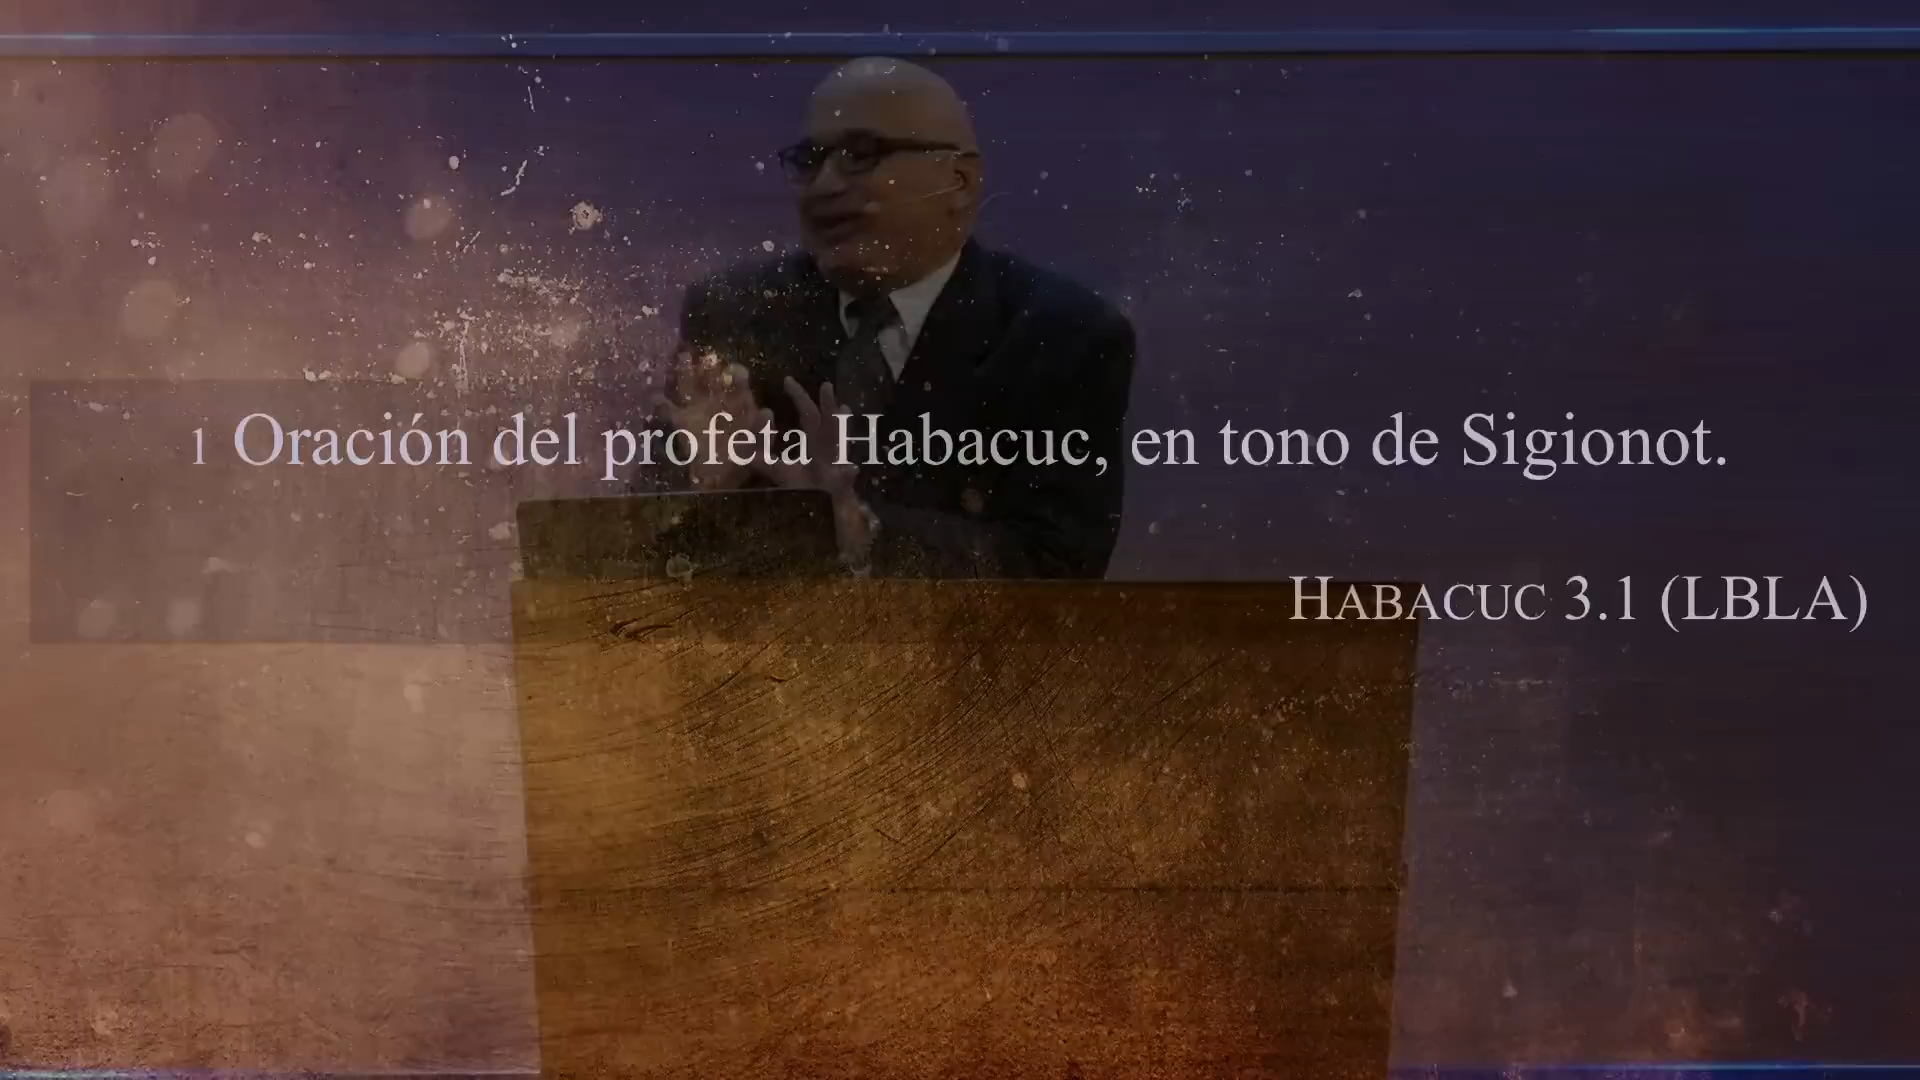 1 Oración del profeta Habacuc, en tono de Sigionot.
HABACUC 3.1 (LBLA)